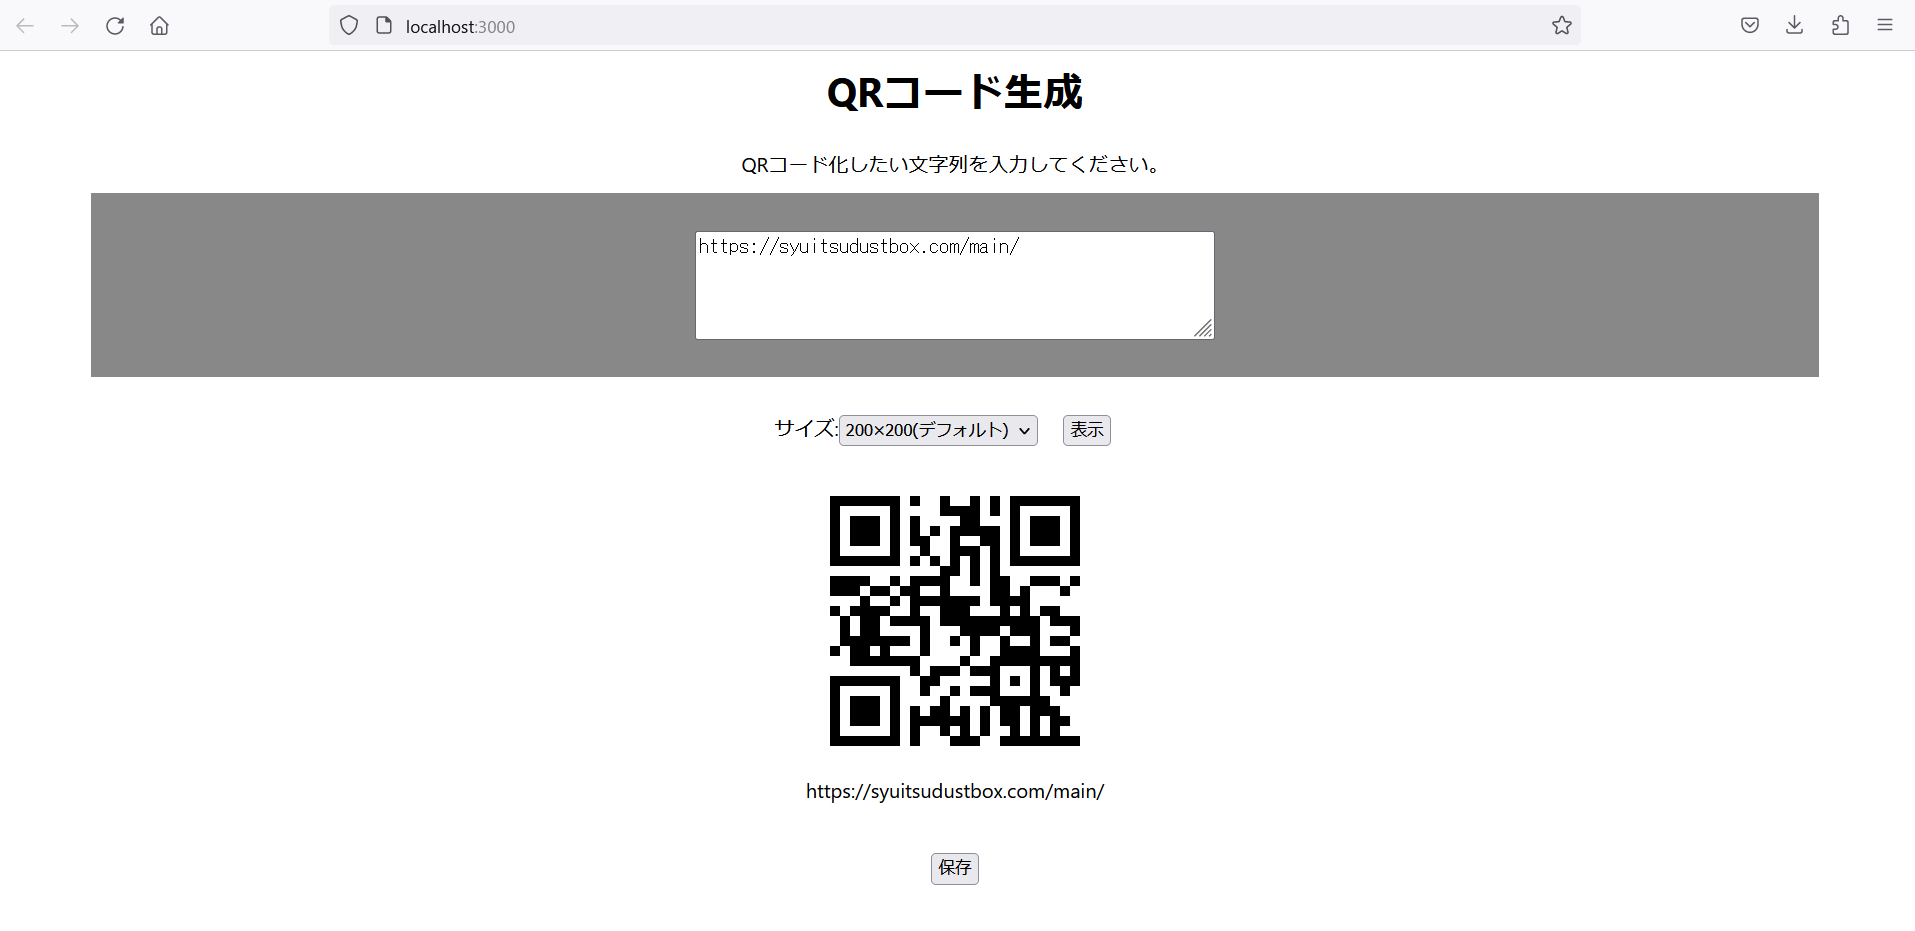 localhost:3000
QRコード生成
QRコード化したい文字列を入力してください。
https://syuitsudustbox.com/main/
サイズ:200×200(デフォルト) 表示
https://syuitsudustbox.com/main/
保存